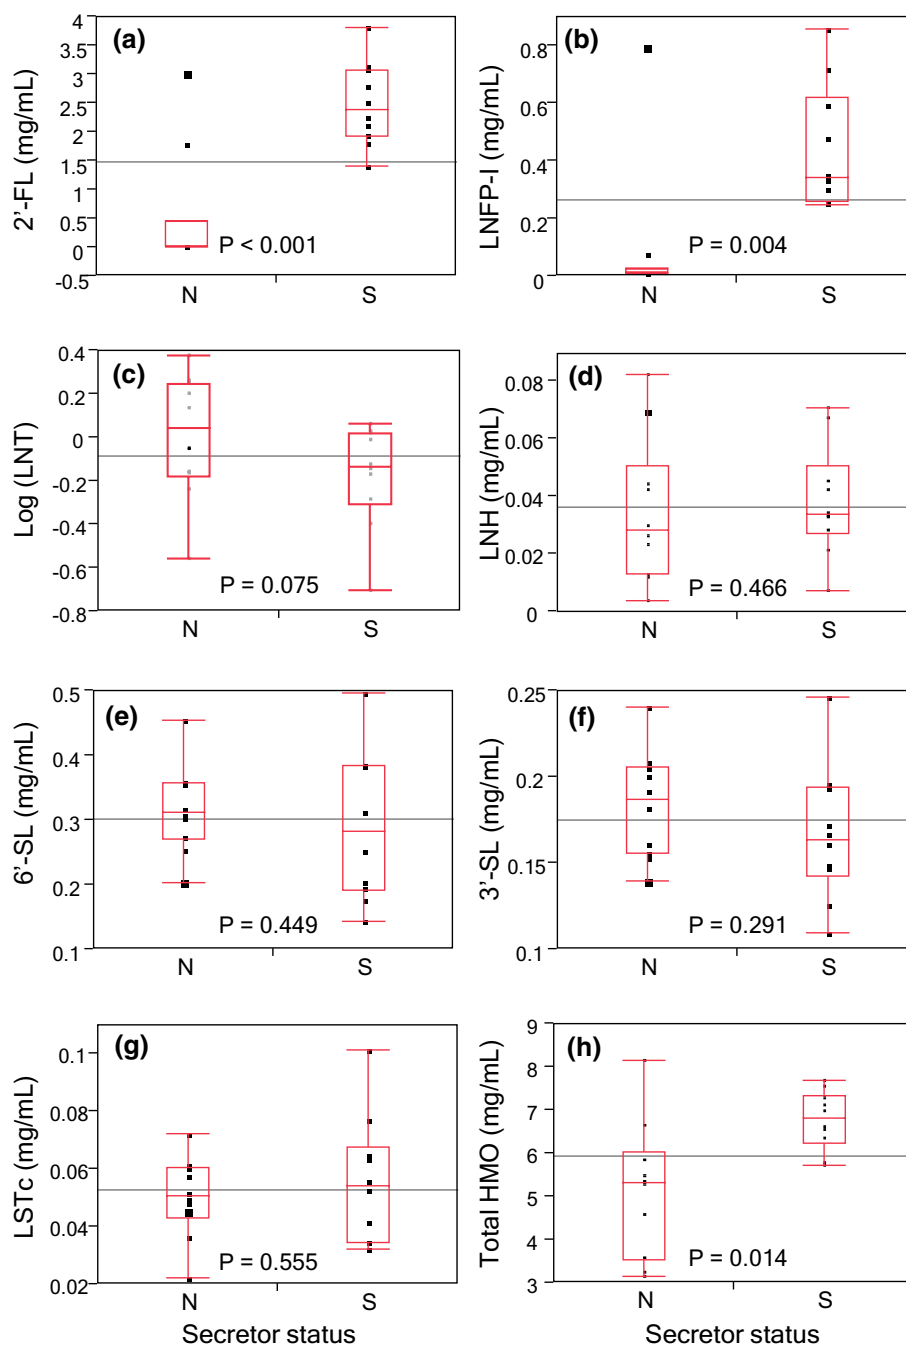 (a)
2'-FL (mg/mL)
4
3.5
3
2.5
2
1.5
0.5
0
-0.5
P < 0.001
N
S
(b)
LNFP-I (mg/mL)
0.8
0.6
0.4
0.2
0
P = 0.004
N
S
(c)
Log (LNT)
0.4
0.2
0
-0.2
-0.4
-0.6
-0.8
P = 0.075
N
S
(d)
LNH (mg/mL)
0.08
0.06
0.04
0.02
0
P = 0.466
N
S
(e)
6'-SL (mg/mL)
0.5
0.4
0.3
0.2
0.1
P = 0.449
N
S
(f)
3'-SL (mg/mL)
0.25
0.2
0.15
0.1
P = 0.291
N
S
(g)
LSTc (mg/mL)
0.1
0.08
0.06
0.04
0.02
P = 0.555
N
S
Secretor status
(h)
Total HMO (mg/mL)
9
8
7
6
5
4
3
P = 0.014
N
S
Secretor status